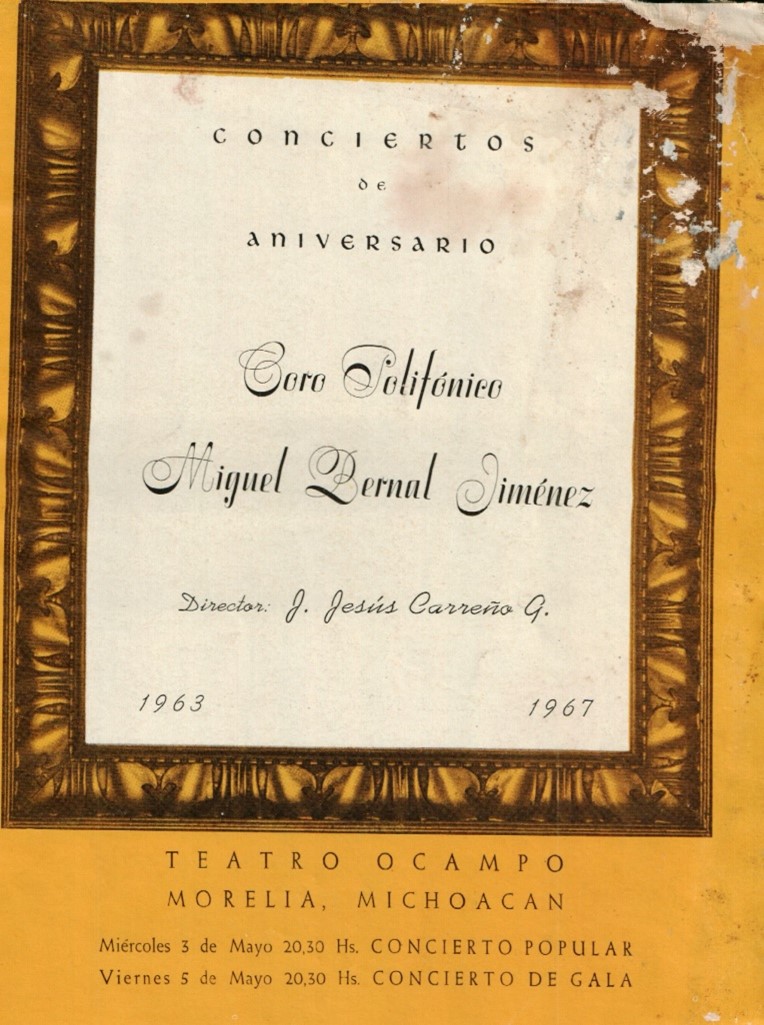 CONCIERTOS
DE
ANIVERSARIO
Coro Polifónico
Miguel Bernal Jiménez
Director: J. Jesús Carreño G.
1963 1967
TEATRO OCAMPO
MORELIA, MICHOACAN
Miércoles 3 de Mayo 20,30 Hs. CONCIERTO POPULAR
Viernes 5 de Mayo 20,30 Hs. CONCIERTO DE GALA